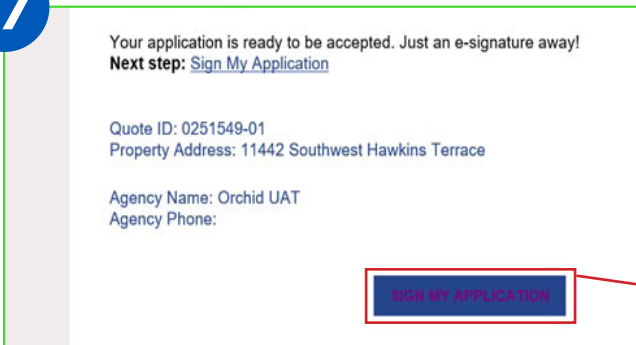 7
Your application is ready to be accepted. Just an e-signature away!
Next step: Sign My Application
Quote ID: 0251549-01
Property Address: 11442 Southwest Hawkins Terrace
Agency Name: Orchid UAT
Agency Phone:
SIGN MY APPLICATION